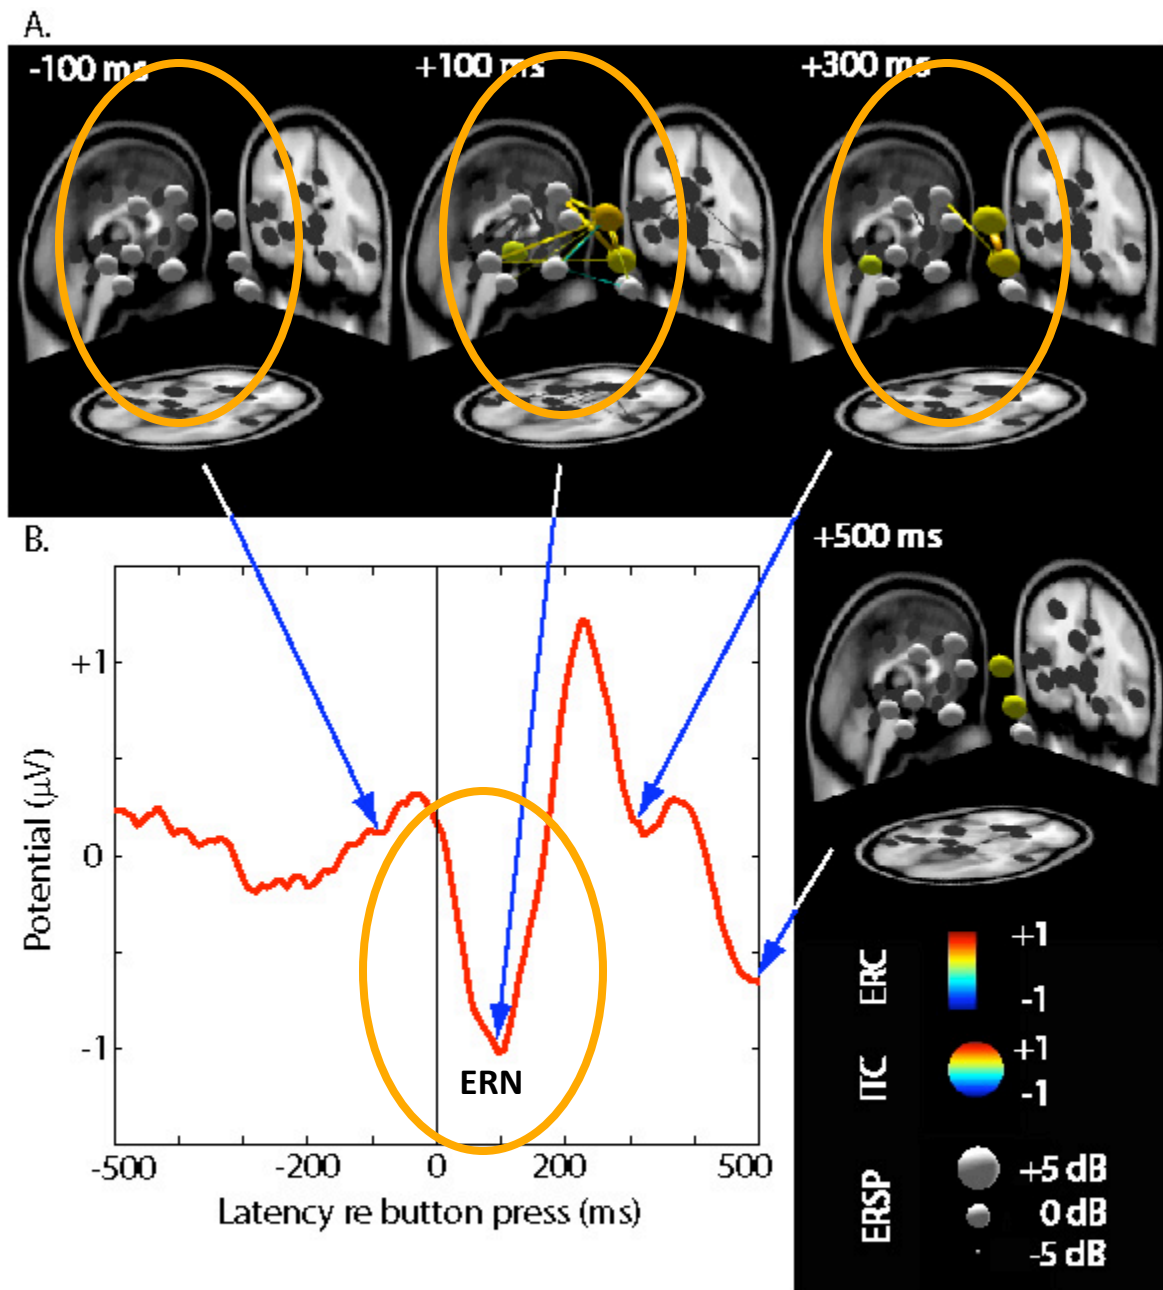 A.
-100 ms
+100 ms
+300 ms
B.
+500 ms
+1
0
-1
Potential (µV)
ERN
-500
-200
0
200
500
Latency re button press (ms)
ERC
+1
-1
ITC
+1
-1
ERSP
+5 dB
0 dB
-5 dB